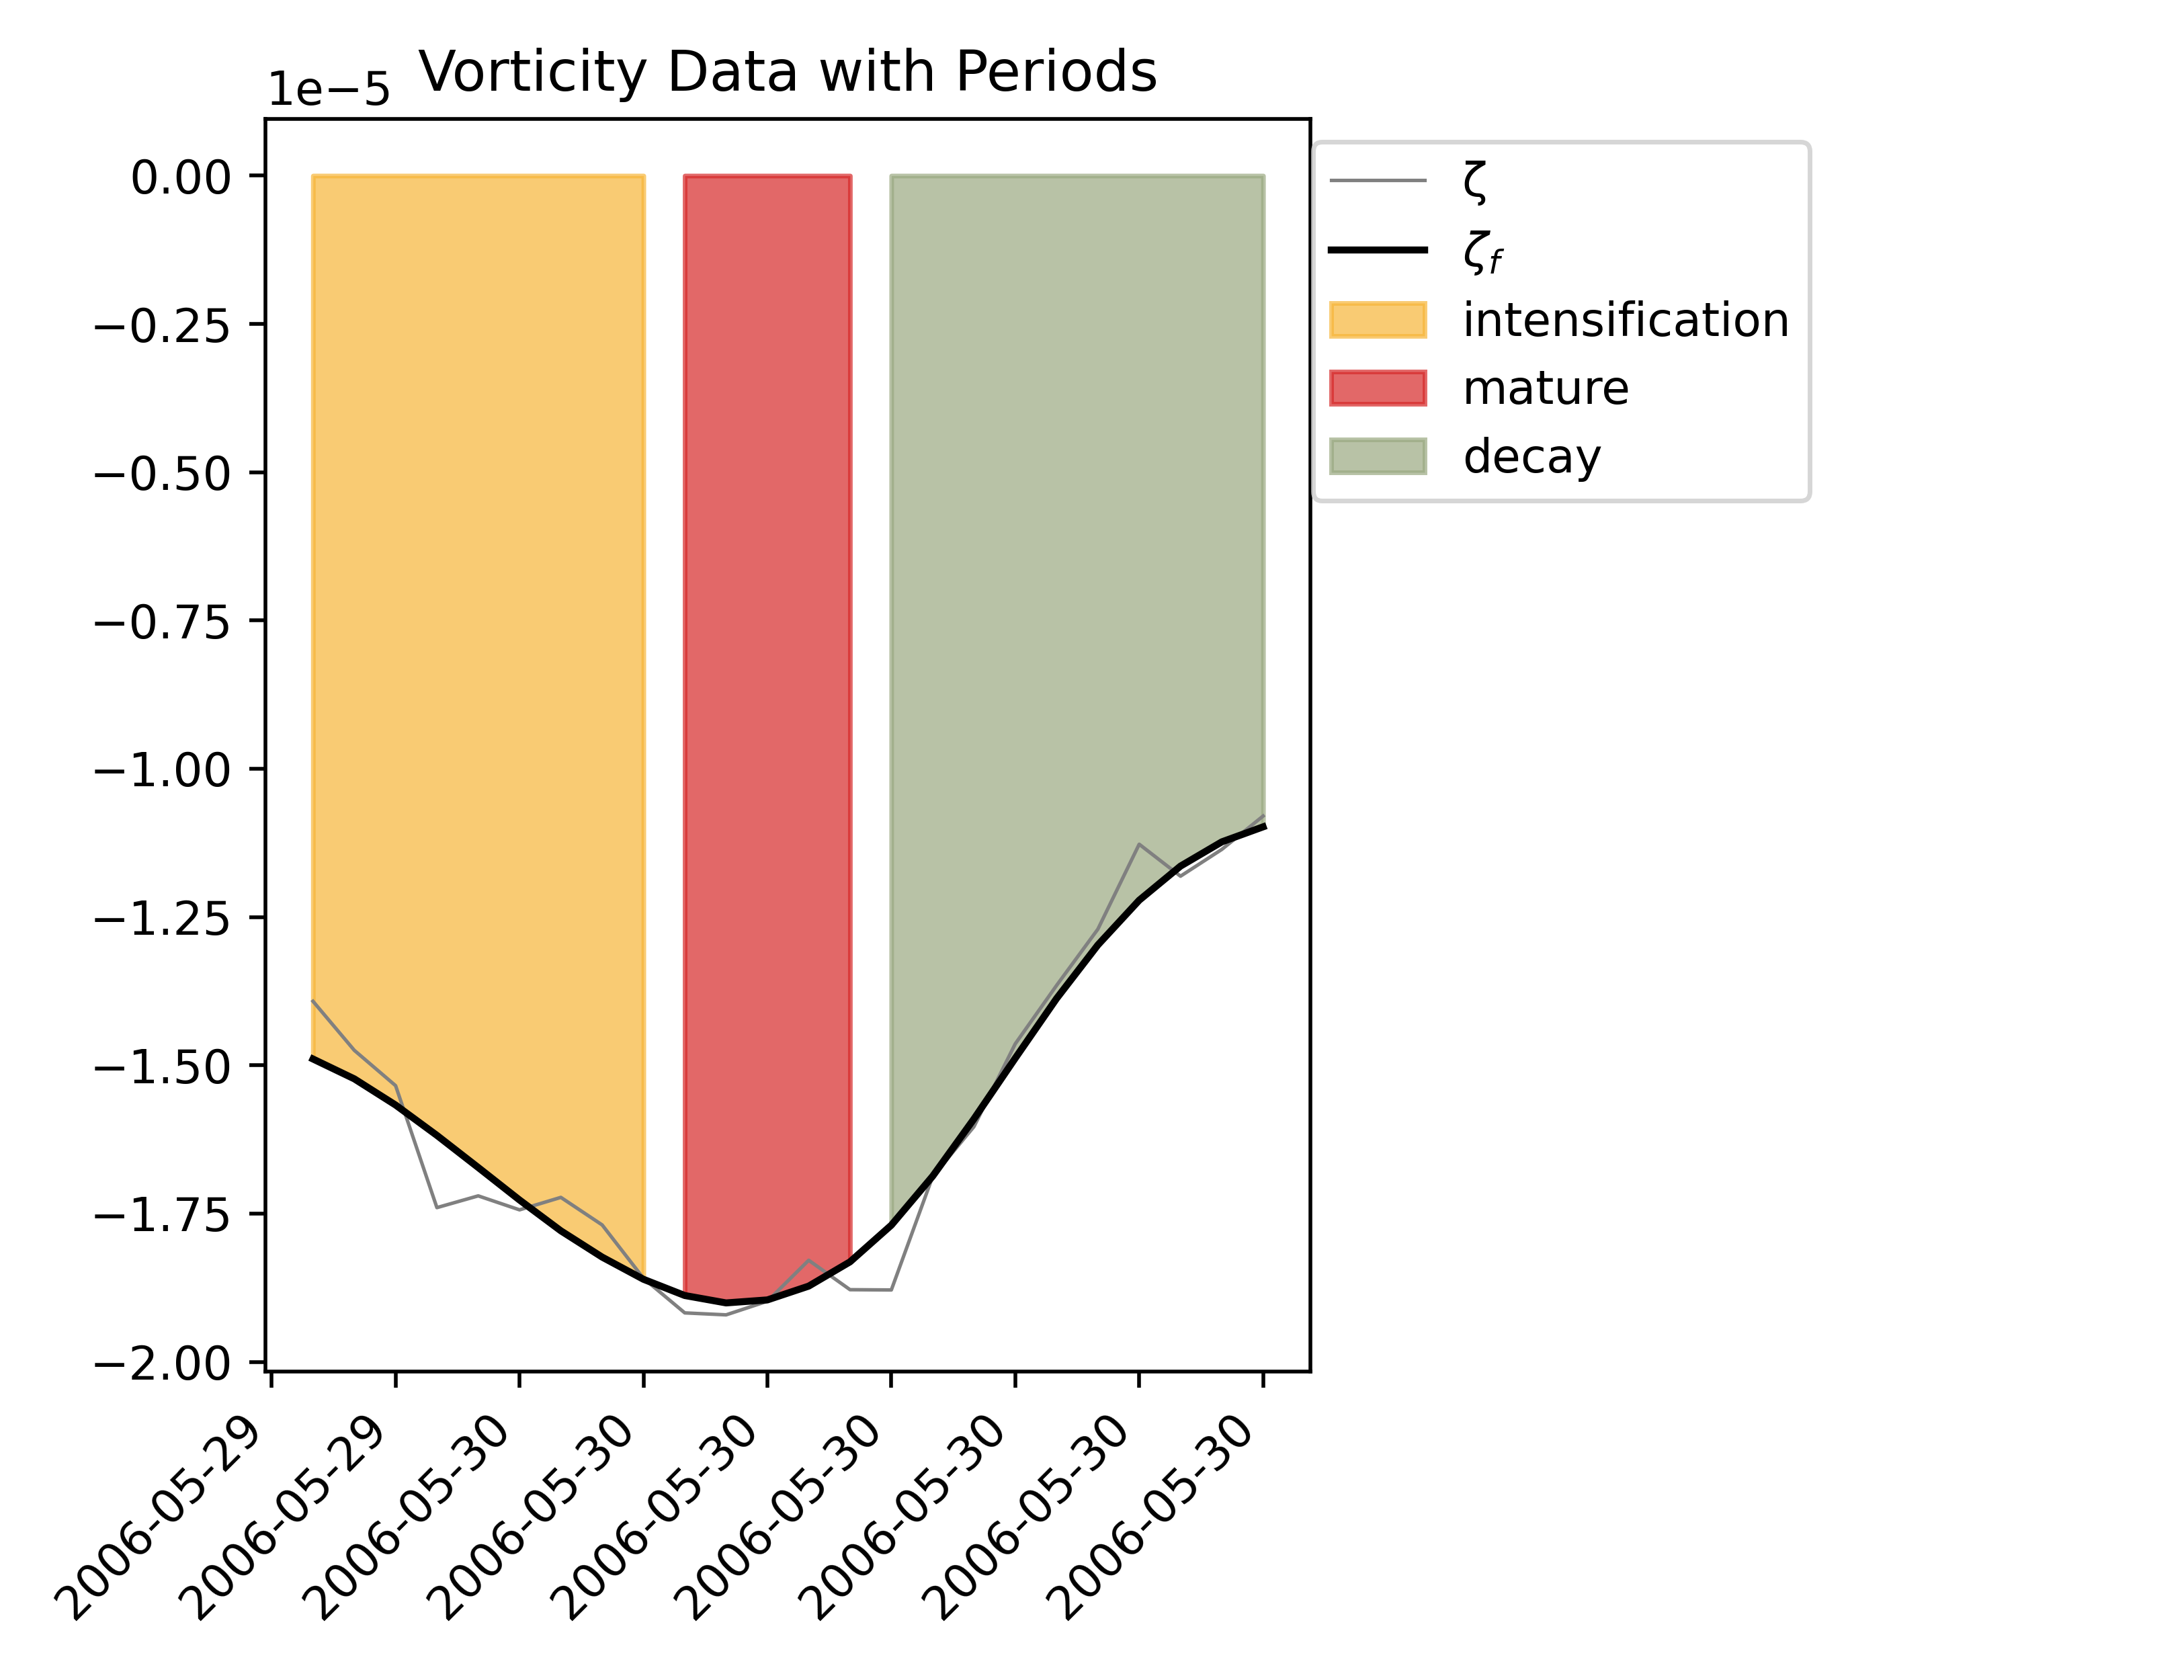 Vorticity Data with Periods
1e−5
0.00
−0.25
−0.50
−0.75
−1.00
−1.25
−1.50
−1.75
−2.00
2006-05-29
2006-05-29
2006-05-30
2006-05-30
2006-05-30
2006-05-30
2006-05-30
2006-05-30
2006-05-30
ζ
ζf
intensification
mature
decay